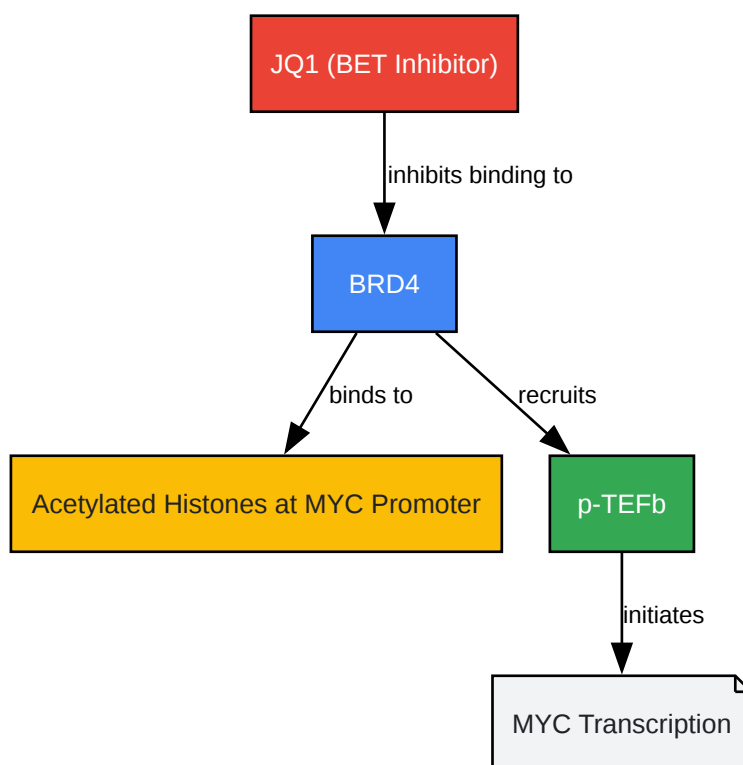 JQ1 (BET Inhibitor)
inhibits binding to
BRD4
binds to
recruits
Acetylated Histones at MYC Promoter
p-TEFb
initiates
MYC Transcription